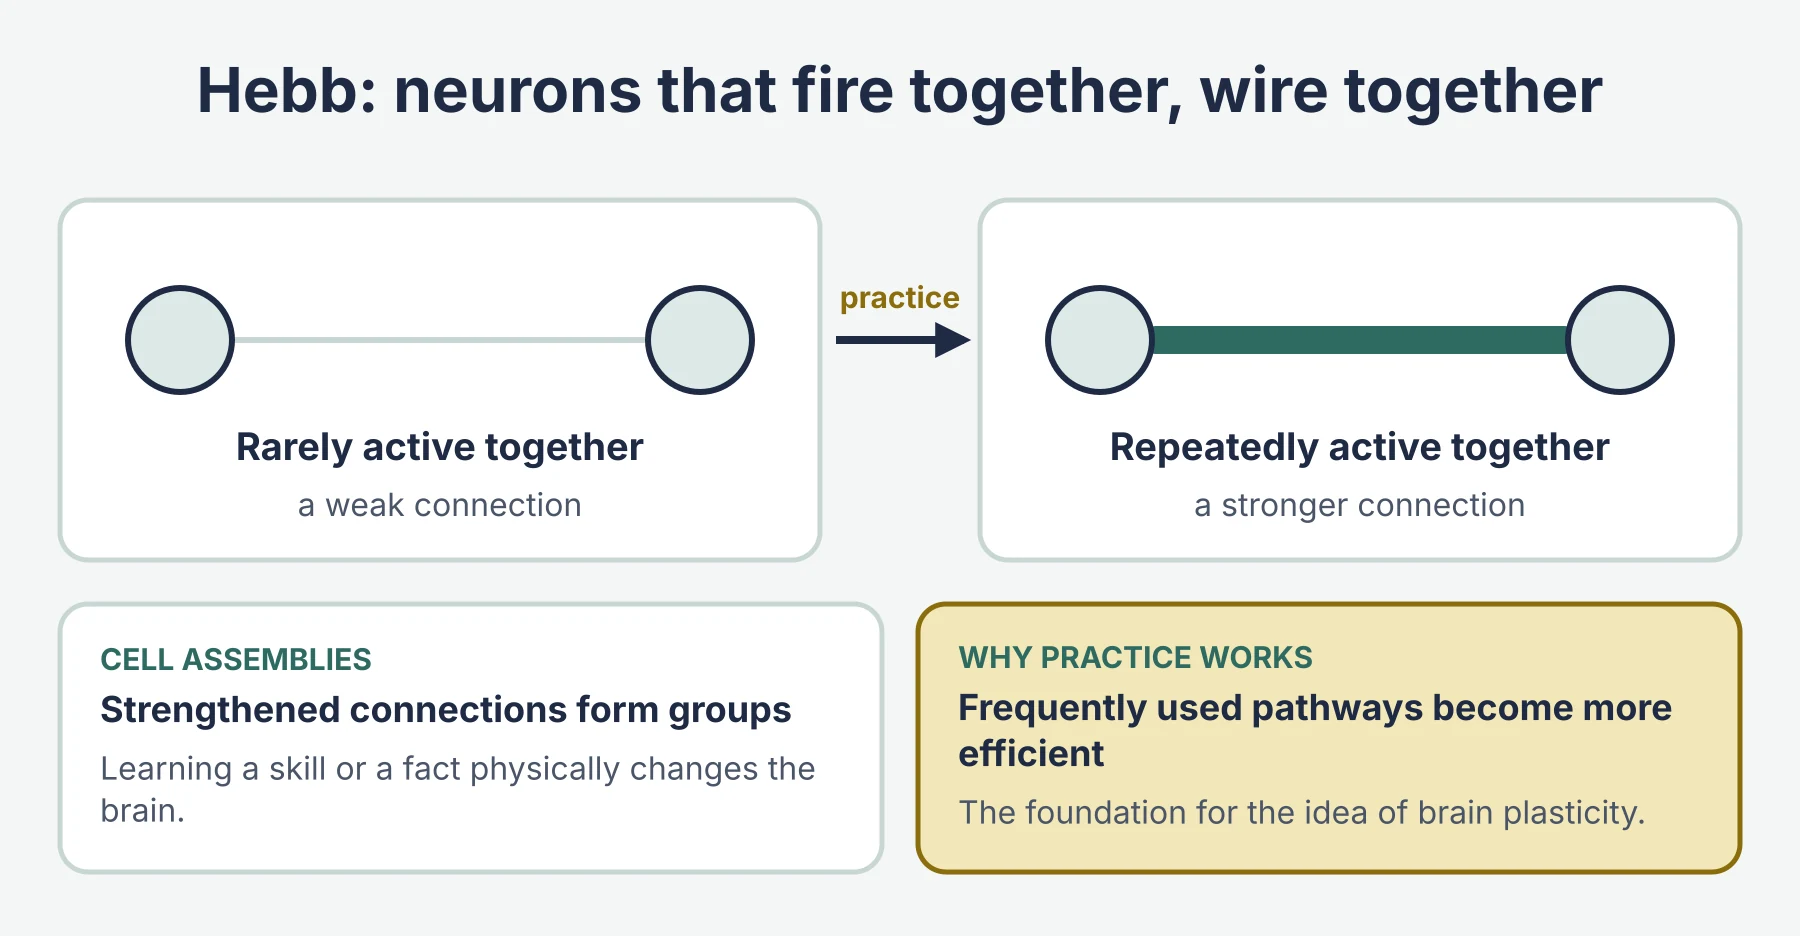 Hebb: neurons that fire together, wire together
practice
Rarely active together
a weak connection
Repeatedly active together
a stronger connection
CELL ASSEMBLIES
Strengthened connections form groups
Learning a skill or a fact physically changes the
brain.
WHY PRACTICE WORKS
Frequently used pathways become more
efficient
The foundation for the idea of brain plasticity.